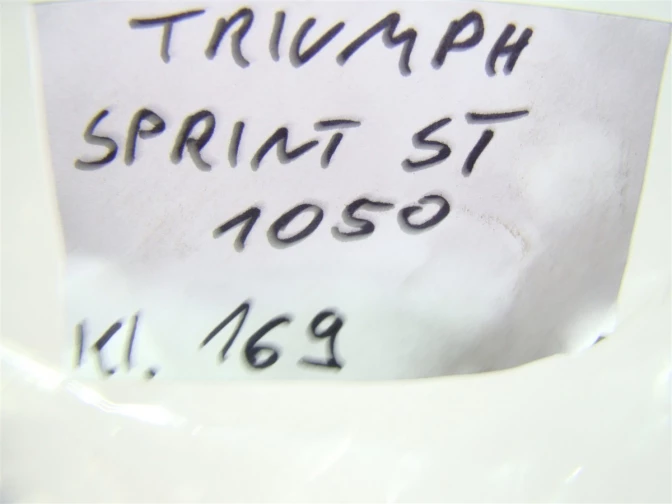 TRIUMPH
SPRINT ST
1050
Kl. 169